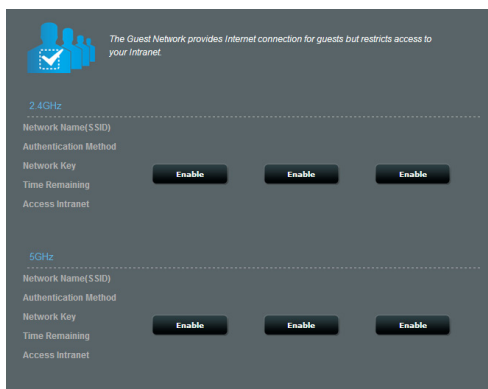 The Guest Network provides Internet connection for guests but restricts access to
your Intranet.
2.4GHz
Network Name(SSID)
Authentication Method
Network Key
Enable Enable Enable
Time Remaining
Access Intranet
5GHz
Network Name(SSID)
Authentication Method
Network Key
Enable Enable Enable
Time Remaining
Access Intranet